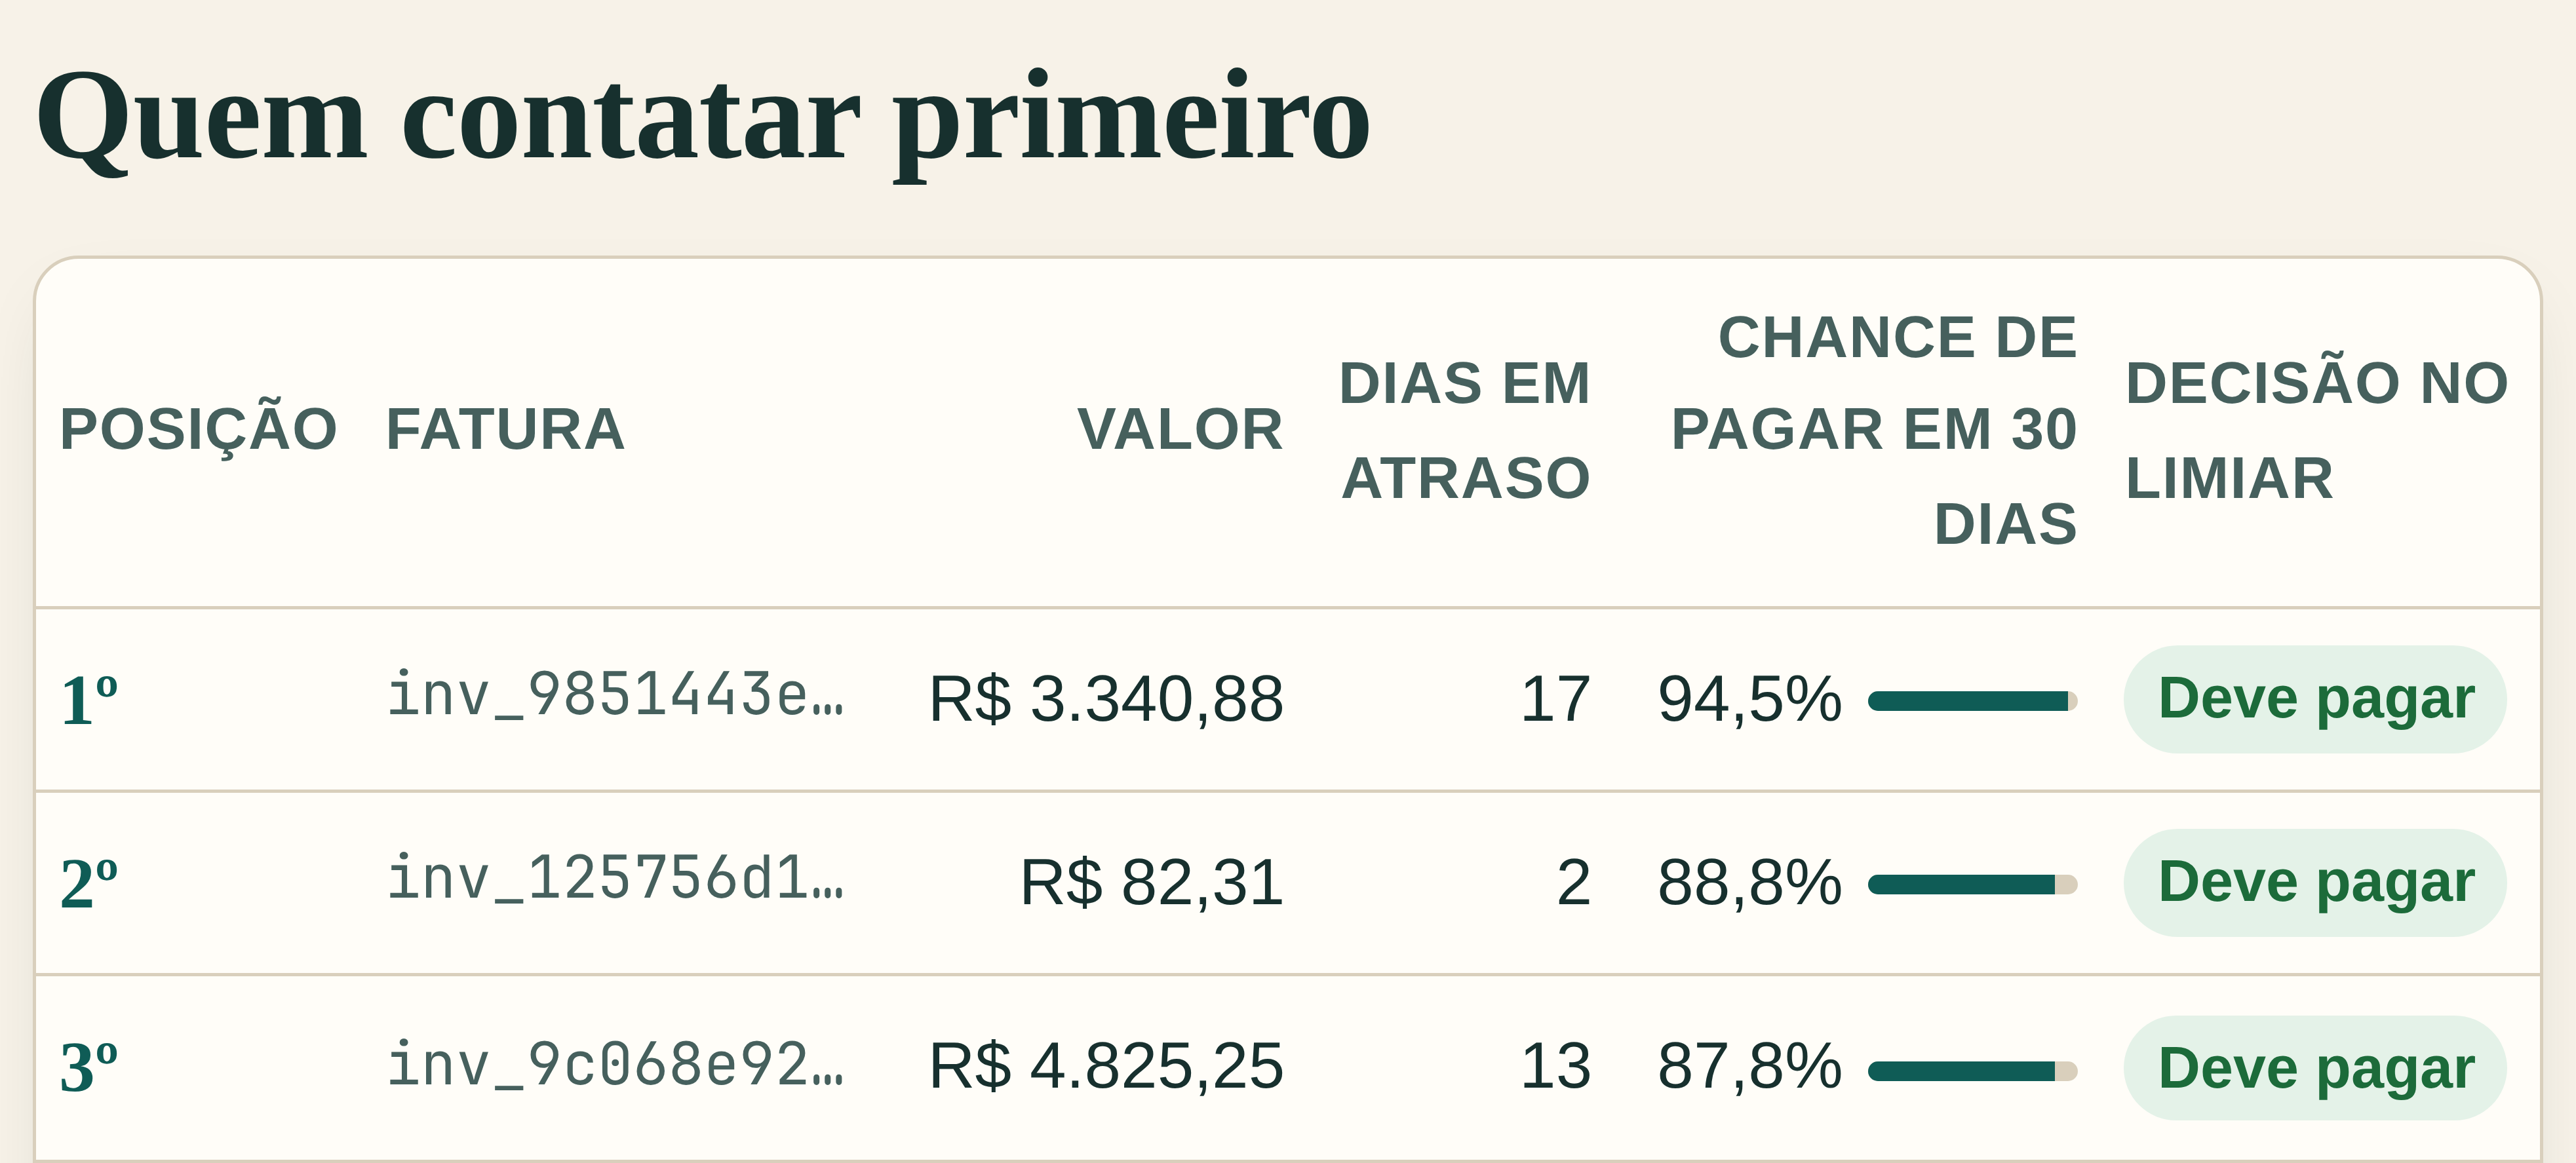 Quem contatar primeiro
POSIÇÃO FATURA VALOR DIAS EM ATRASO CHANCE DE PAGAR EM 30 DIAS DECISÃO NO LIMIAR
1º inv_9851443e… R$ 3.340,88 17 94,5% Deve pagar
2º inv_125756d1… R$ 82,31 2 88,8% Deve pagar
3º inv_9c068e92… R$ 4.825,25 13 87,8% Deve pagar